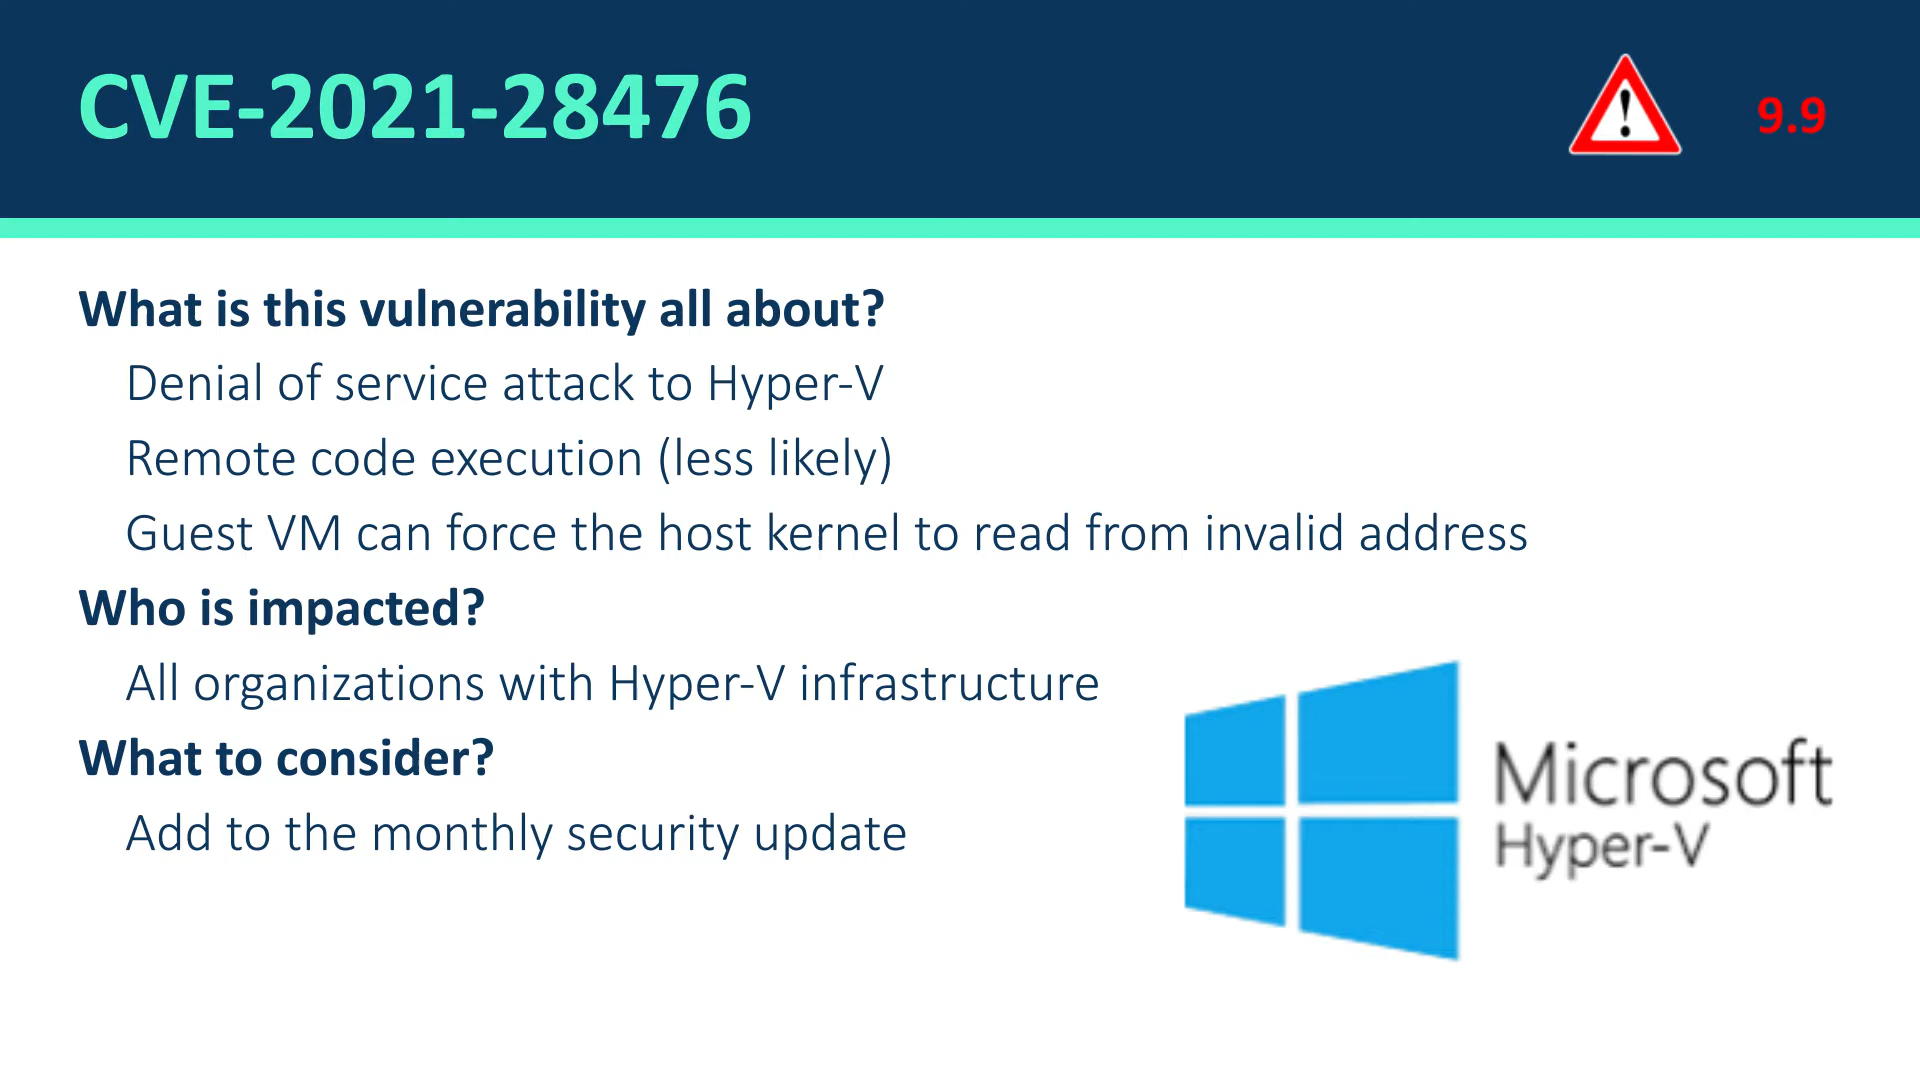 CVE-2021-28476
9.9
What is this vulnerability all about?
Denial of service attack to Hyper-V
Remote code execution (less likely)
Guest VM can force the host kernel to read from invalid address
Who is impacted?
All organizations with Hyper-V infrastructure
What to consider?
Add to the monthly security update
Microsoft
Hyper-V